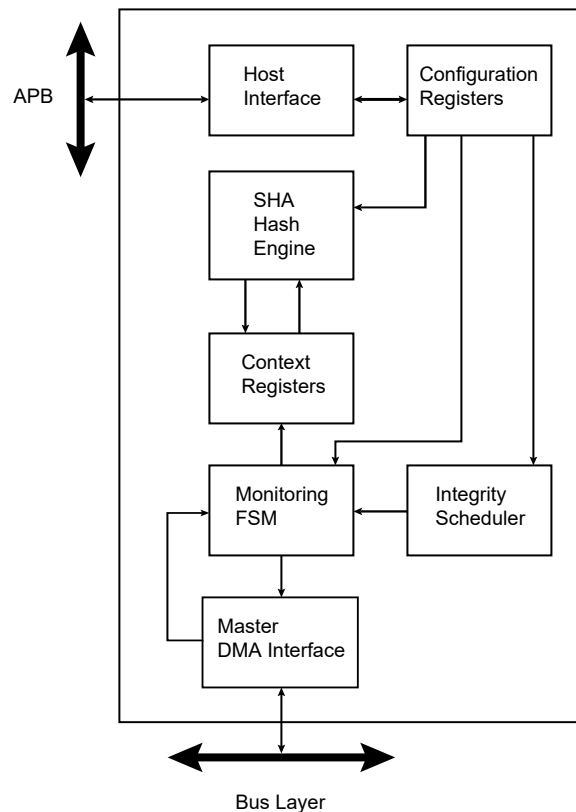 APB
Host
Interface
Configuration
Registers
SHA
Hash
Engine
Context
Registers
Monitoring
FSM
Integrity
Scheduler
Master
DMA Interface
Bus Layer